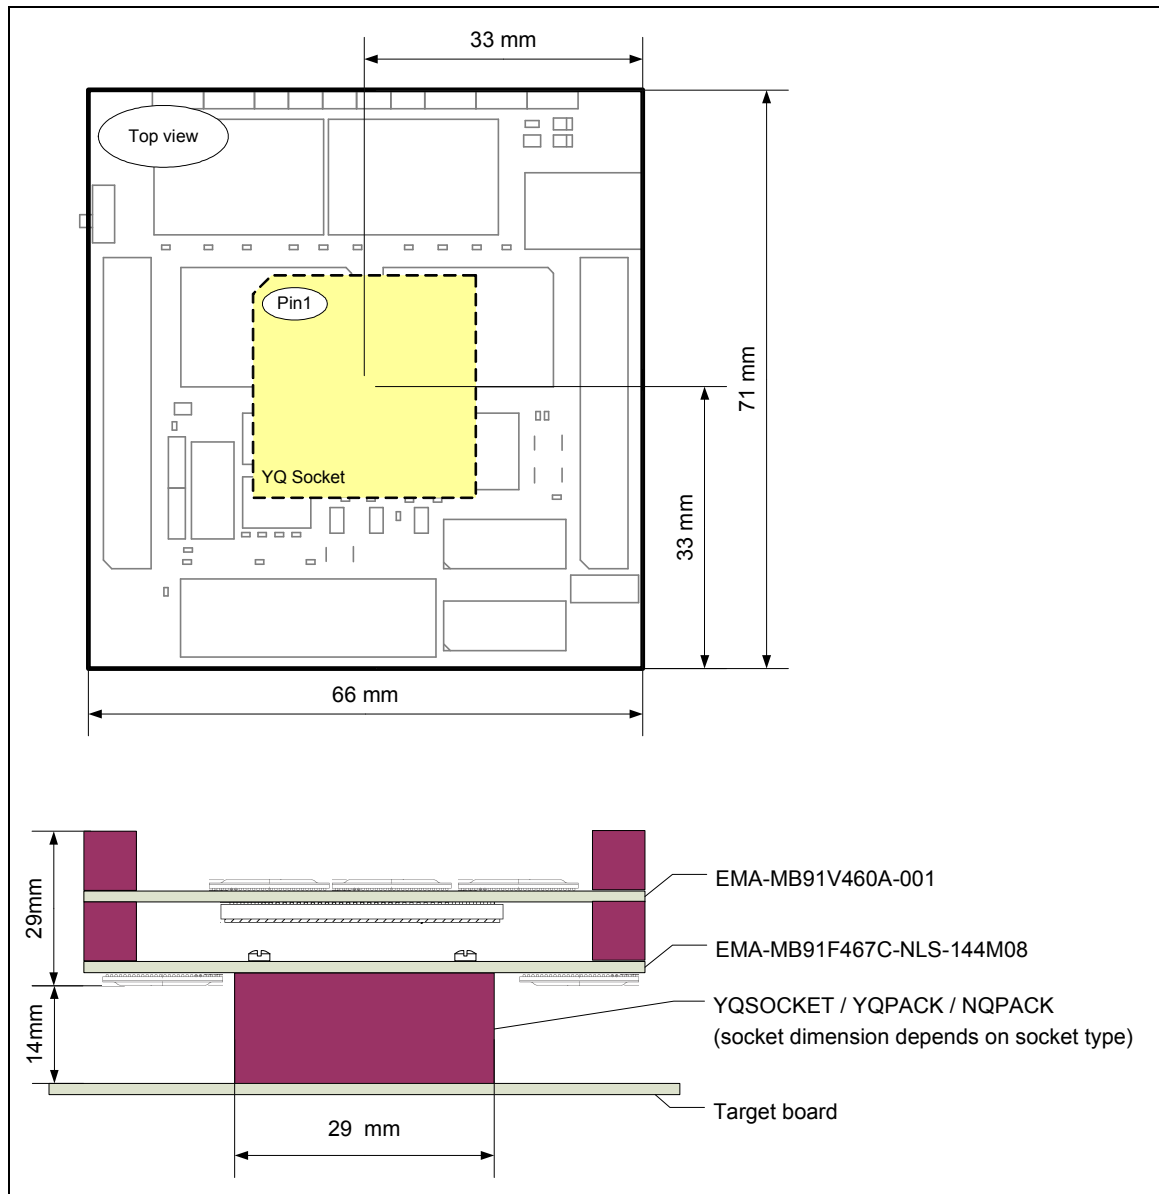 33 mm
Top view
Pin1
71 mm
YQ Socket
33 mm
66 mm
EMA-MB91V460A-001
29mm
EMA-MB91F467C-NLS-144M08
YQSOCKET / YQPACK / NQPACK
(socket dimension depends on socket type)
14mm
Target board
29 mm